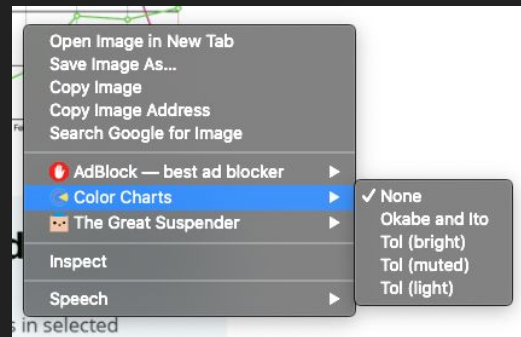 Open Image in New Tab
Save Image As...
Copy Image
Copy Image Address
Search Google for Image
AdBlock — best ad blocker
Color Charts
The Great Suspender
Inspect
Speech
✓ None
Okabe and Ito
Tol (bright)
Tol (muted)
Tol (light)
Fe
d
s in selected